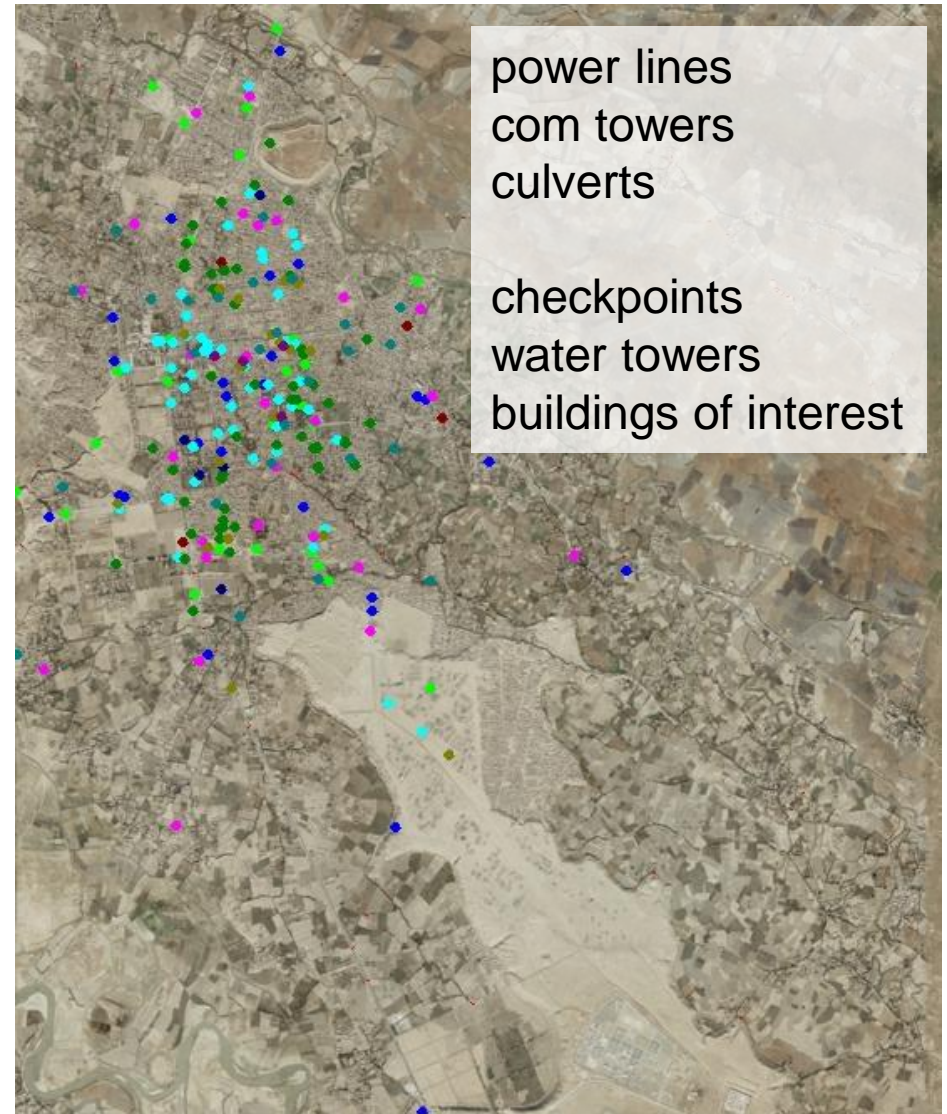 power lines
com towers
culverts
checkpoints
water towers
buildings of interest